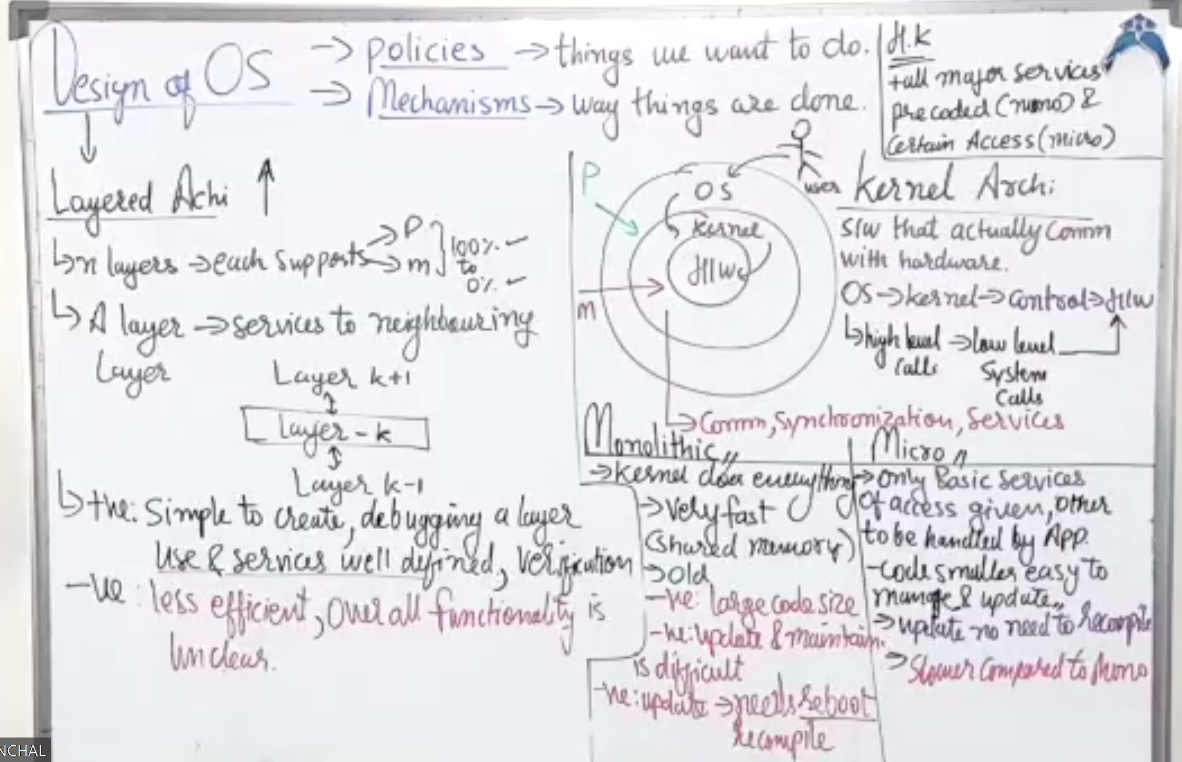 Design of OS
→ policies → things we want to do.
→ Mechanisms → way things are done.
H.K
+all major services
precoded (mono) &
Certain Access (micro)
Layered Achi
↳ n layers → each supports → P
→ m
100%
to
0%
↳ A layer → services to neighbouring
Layer
Layer k+1
Layer - k
Layer k-1
↳ +ve: Simple to create, debugging a layer
use & services well defined, Verification
-ve: less efficient, Over all functionality is
Unclear.
P
m
OS
Kernel
H/W
user
Kernel Archi
S/w that actually Comm
with hardware.
OS → kernel → Control → H/w
↳ high level → low level
Calls
System
Calls
→ Comm, Synchronization, Services
Monolithic
→ Kernel does everything
→ Very fast
(shared memory)
→ Old
-ve: large code size
-ve: update & maintain.
is difficult
-ve: update → needs reboot
recompile
Micro
→ Only Basic services
of access given, Other
to be handled by App.
- Code smaller easy to
manage & update
→ update no need to recompile
→ Slower Compared to Mono
NCHAL